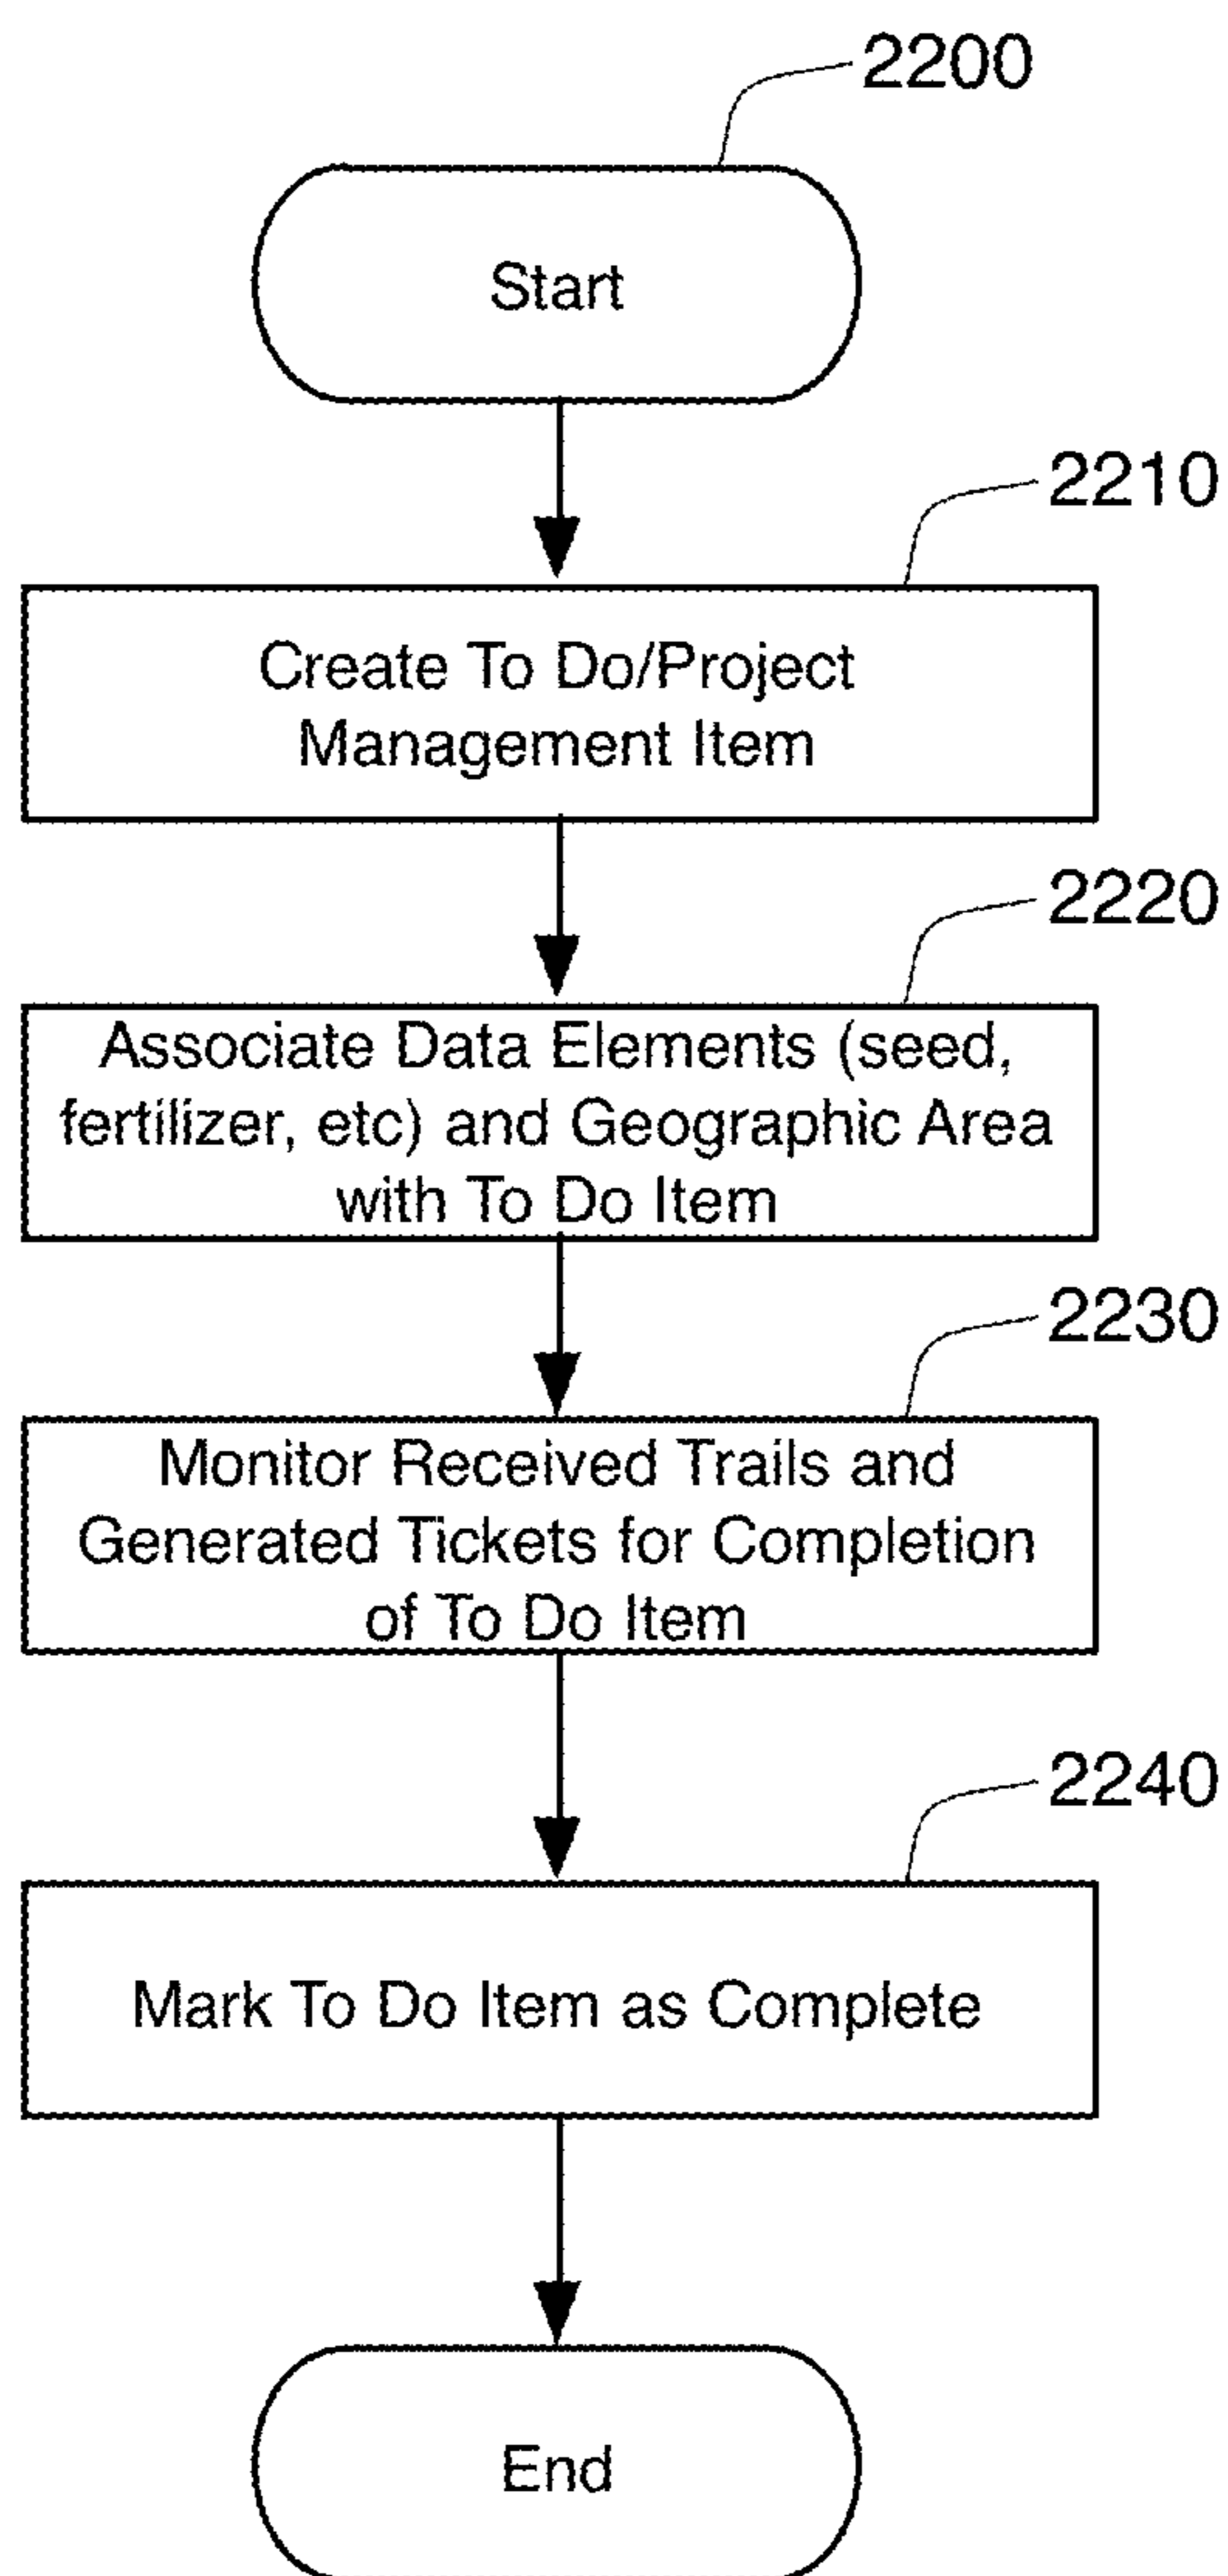 2200
Start
2210
Create To Do/Project
Management Item
2220
Associate Data Elements (seed,
fertilizer, etc) and Geographic Area
with To Do Item
2230
Monitor Received Trails and
Generated Tickets for Completion
of To Do Item
2240
Mark To Do Item as Complete
End